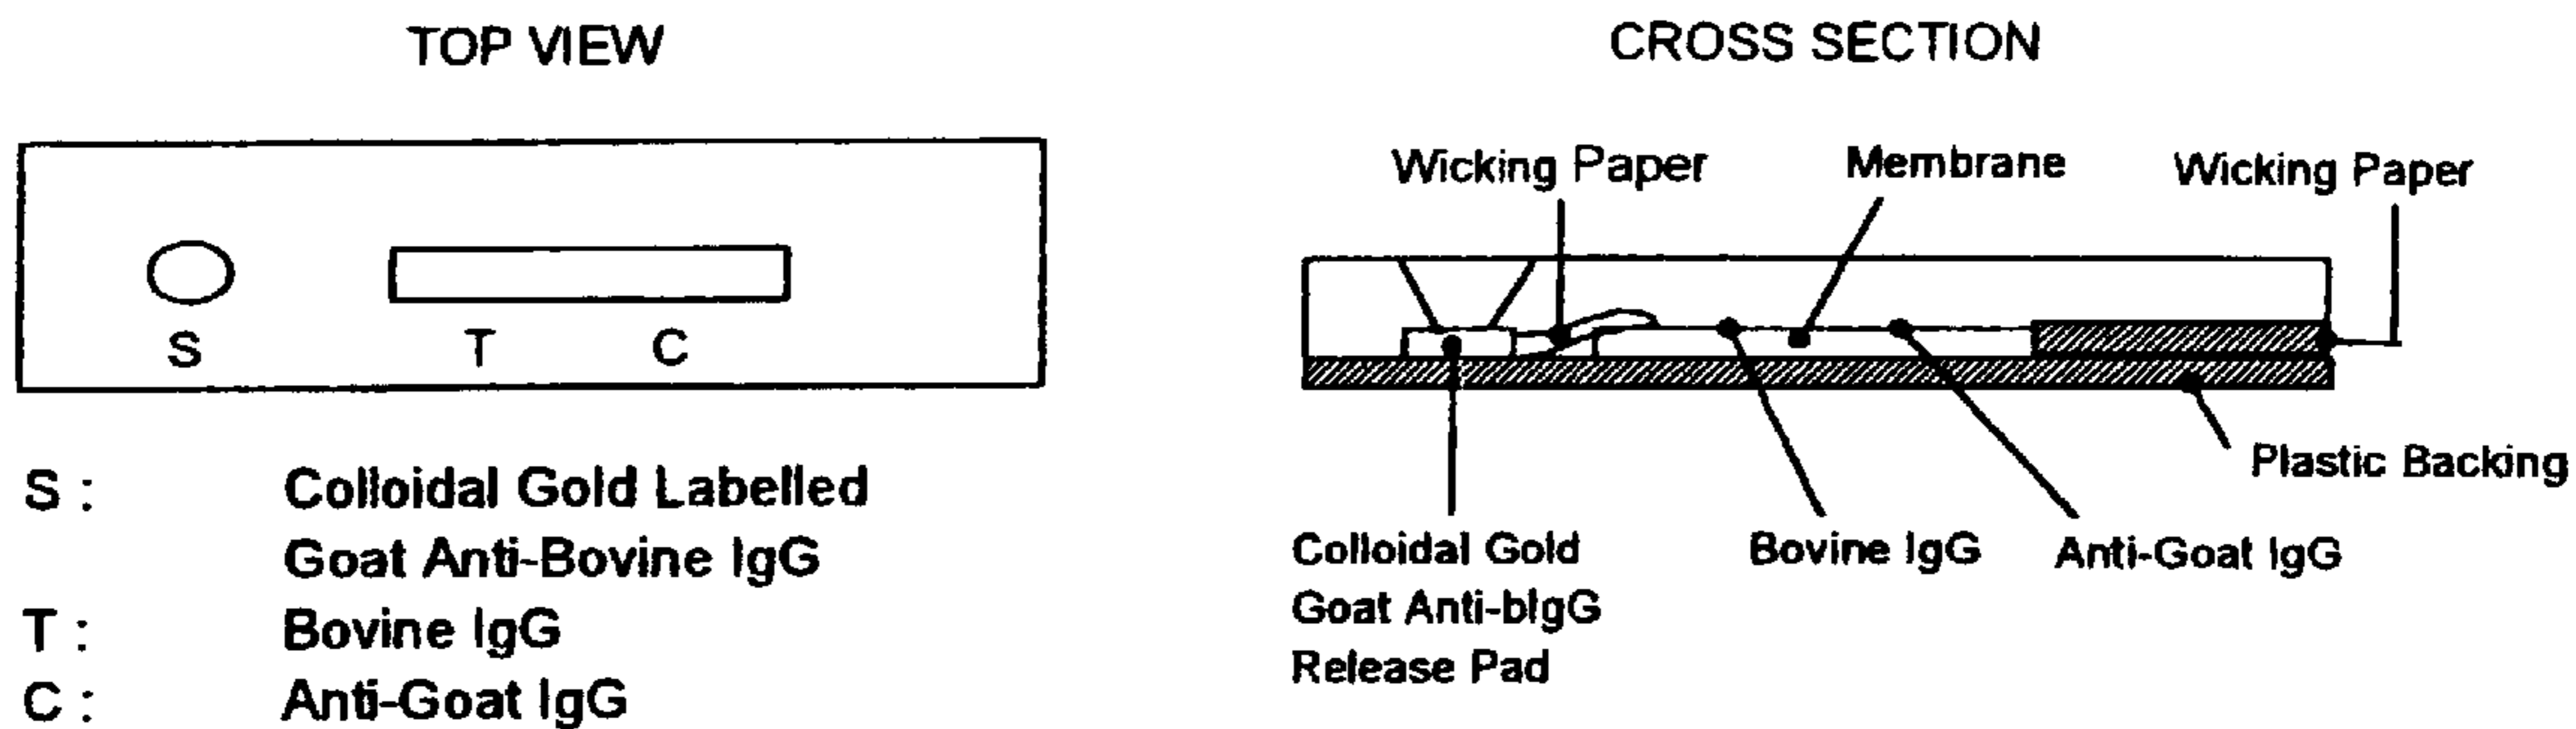 TOP VIEW
S
T
C
S : Colloidal Gold Labelled
Goat Anti-Bovine IgG
T : Bovine IgG
C : Anti-Goat IgG
CROSS SECTION
Wicking Paper
Membrane
Wicking Paper
Plastic Backing
Colloidal Gold
Goat Anti-bIgG
Release Pad
Bovine IgG
Anti-Goat IgG